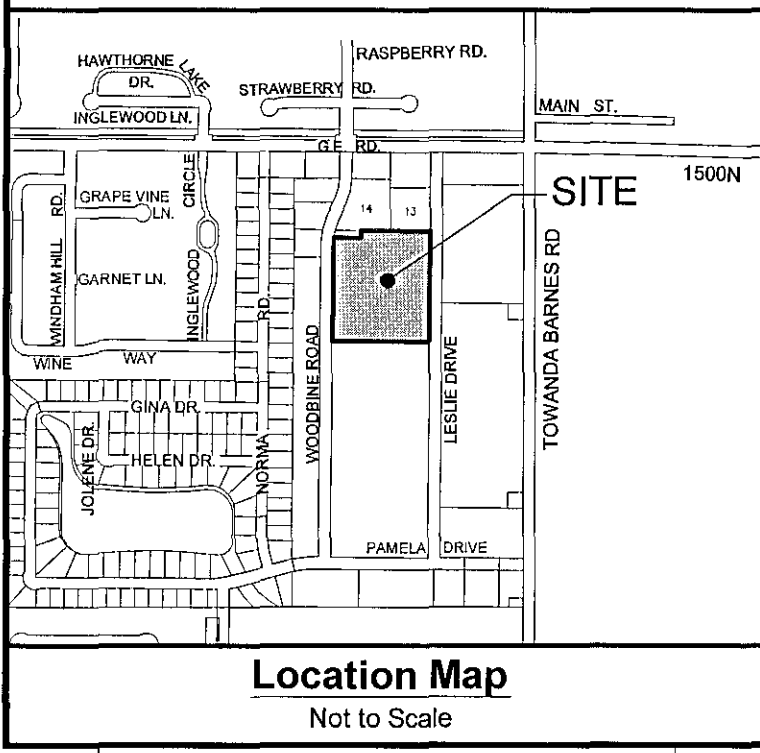 HAWTHORNE LAKE
DR.
RASPBERRY RD.
STRAWBERRY RD.
INGLEWOOD LN.
MAIN ST.
G.E. RD.
1500N
GRAPE VINE
LN.
WINDHAM HILL RD.
GARNET LN.
INGLEWOOD CIRCLE
14
13
SITE
WINE WAY
NORMA RD.
WOODBINE ROAD
LESLIE DRIVE
TOWANDA BARNES RD
GINA DR.
JOLENE DR.
HELEN DR.
PAMELA DRIVE
Location Map
Not to Scale